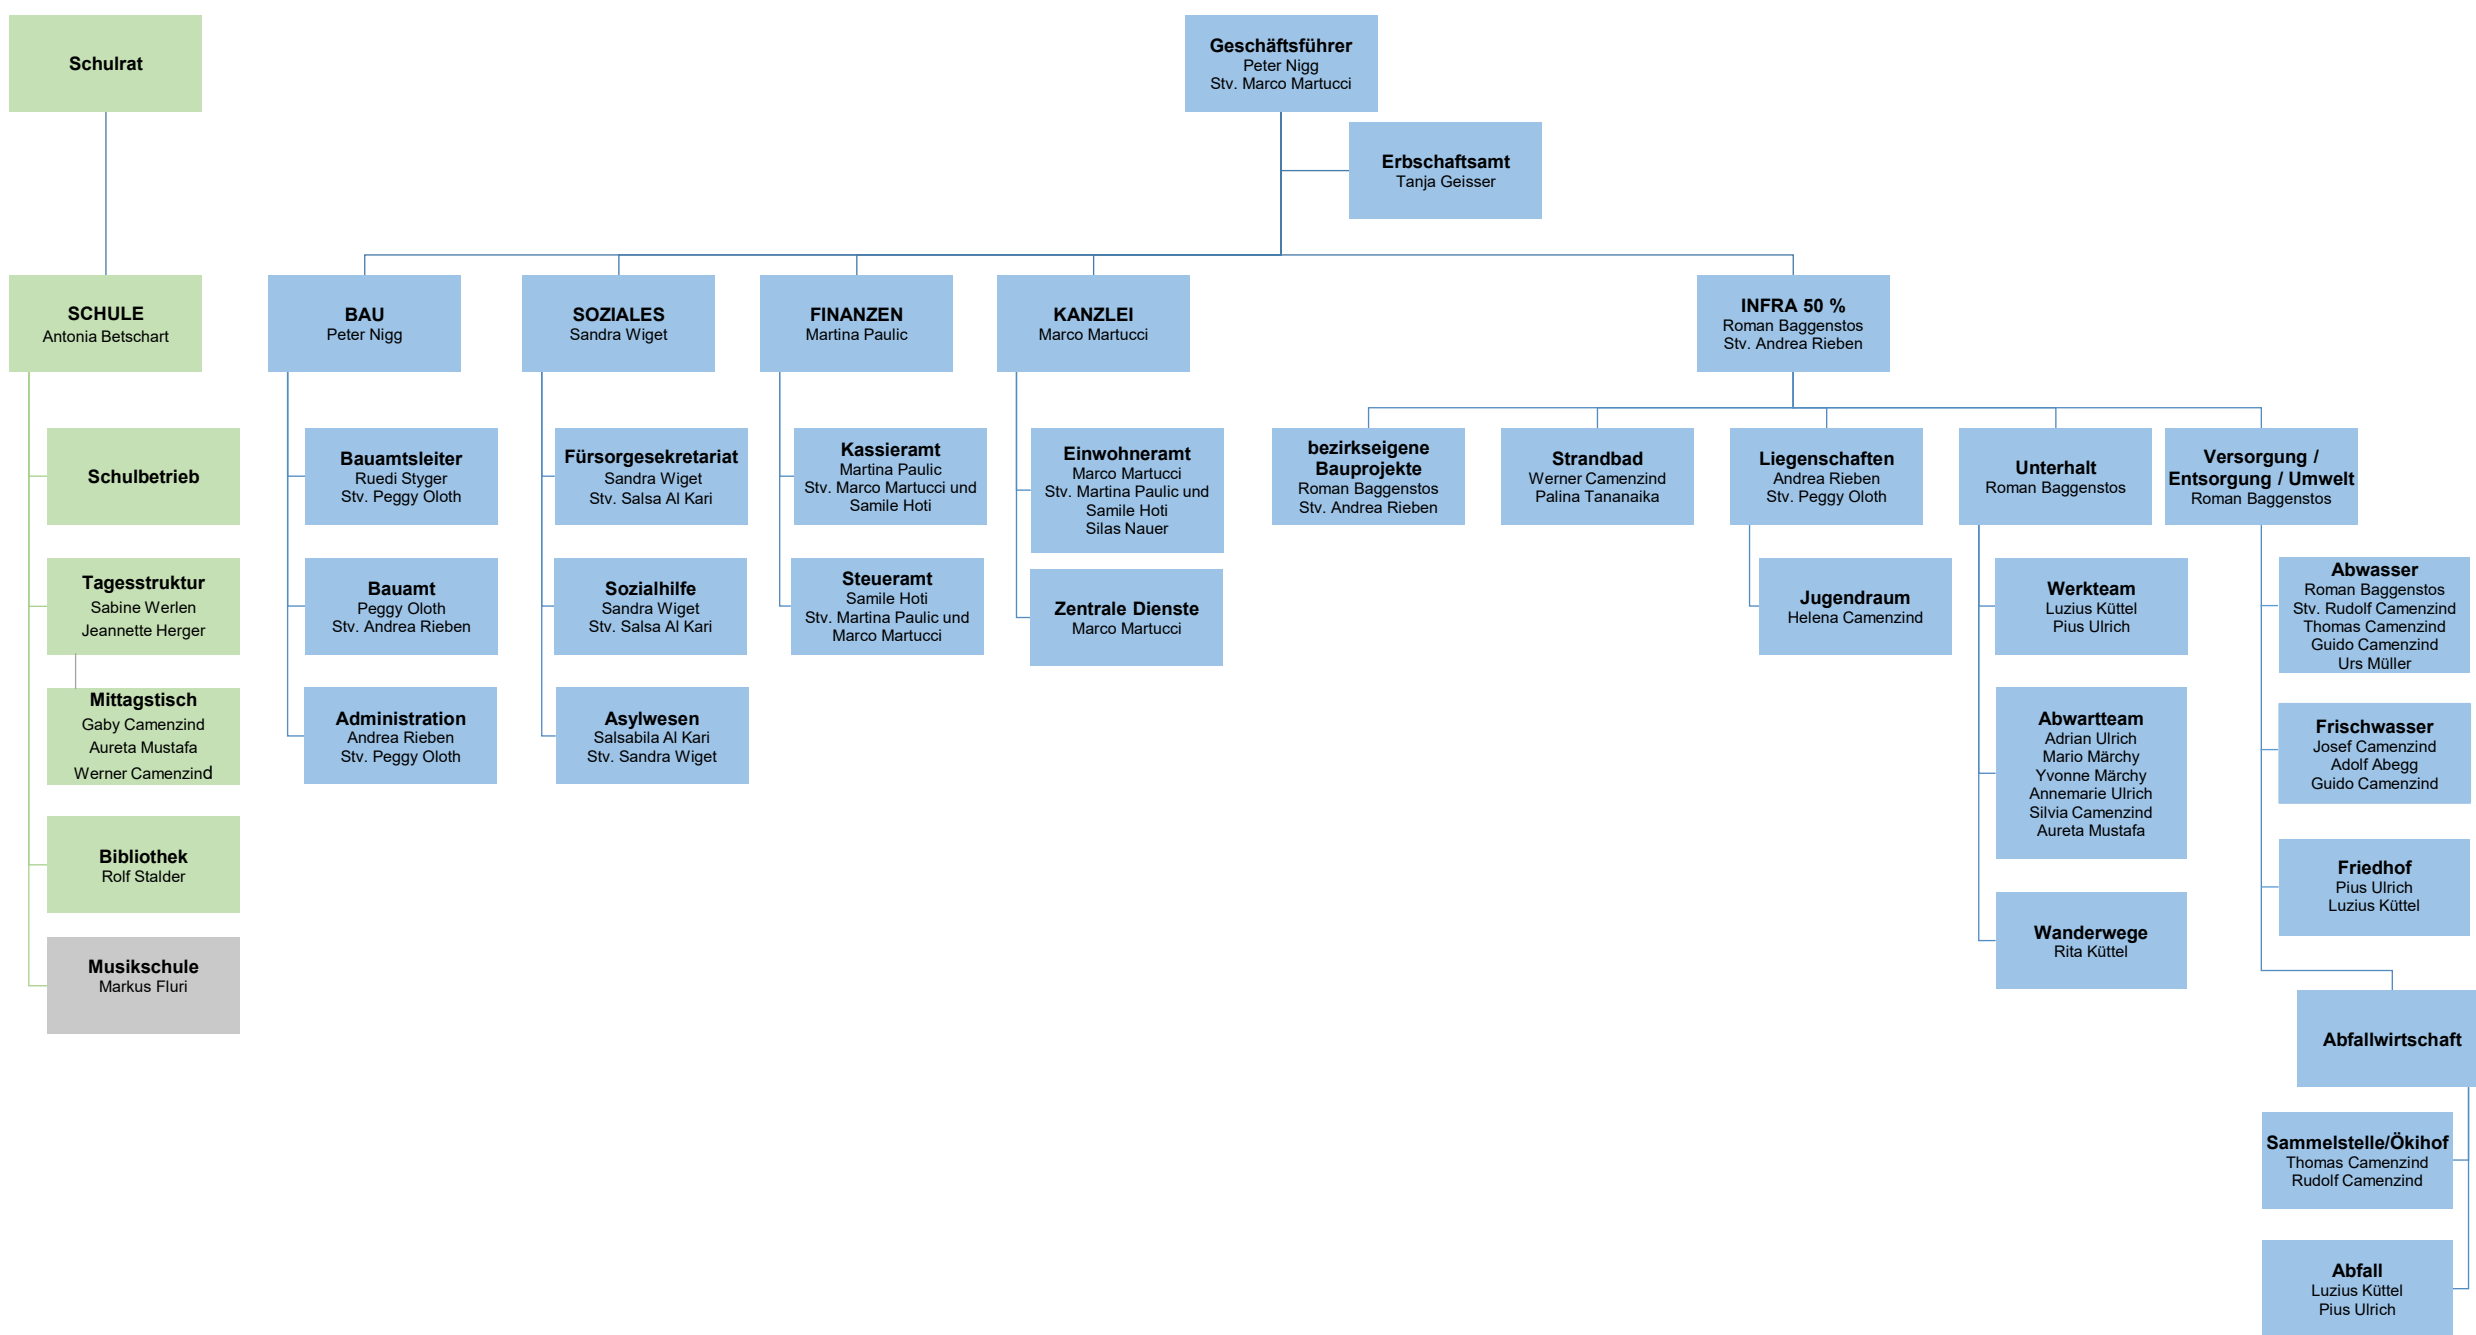 Schulrat
Geschäftsführer
Peter Nigg
Stv. Marco Martucci
Erbschaftsamt
Tanja Geisser
SCHULE
Antonia Betschart
BAU
Peter Nigg
SOZIALES
Sandra Wiget
FINANZEN
Martina Paulic
KANZLEI
Marco Martucci
INFRA 50 %
Roman Baggenstos
Stv. Andrea Rieben
Schulbetrieb
Tagesstruktur
Sabine Werlen
Jeannette Herger
Mittagstisch
Gaby Camenzind
Aureta Mustafa
Werner Camenzind
Bibliothek
Rolf Stalder
Musikschule
Markus Fluri
Bauamtsleiter
Ruedi Styger
Stv. Peggy Oloth
Bauamt
Peggy Oloth
Stv. Andrea Rieben
Administration
Andrea Rieben
Stv. Peggy Oloth
Fürsorgesekretariat
Sandra Wiget
Stv. Salsa Al Kari
Sozialhilfe
Sandra Wiget
Stv. Salsa Al Kari
Asylwesen
Salsabila Al Kari
Stv. Sandra Wiget
Kassieramt
Martina Paulic
Stv. Marco Martucci und
Samile Hoti
Steueramt
Samile Hoti
Stv. Martina Paulic und
Marco Martucci
Einwohneramt
Marco Martucci
Stv. Martina Paulic und
Samile Hoti
Silas Nauer
Zentrale Dienste
Marco Martucci
bezirkseigene
Bauprojekte
Roman Baggenstos
Stv. Andrea Rieben
Strandbad
Werner Camenzind
Palina Tananaika
Liegenschaften
Andrea Rieben
Stv. Peggy Oloth
Jugendraum
Helena Camenzind
Unterhalt
Roman Baggenstos
Werkteam
Luzius Küttel
Pius Ulrich
Abwartteam
Adrian Ulrich
Mario Märchy
Yvonne Märchy
Annemarie Ulrich
Silvia Camenzind
Aureta Mustafa
Wanderwege
Rita Küttel
Versorgung /
Entsorgung / Umwelt
Roman Baggenstos
Abwasser
Roman Baggenstos
Stv. Rudolf Camenzind
Thomas Camenzind
Guido Camenzind
Urs Müller
Frischwasser
Josef Camenzind
Adolf Abegg
Guido Camenzind
Friedhof
Pius Ulrich
Luzius Küttel
Abfallwirtschaft
Sammelstelle/Ökihof
Thomas Camenzind
Rudolf Camenzind
Abfall
Luzius Küttel
Pius Ulrich